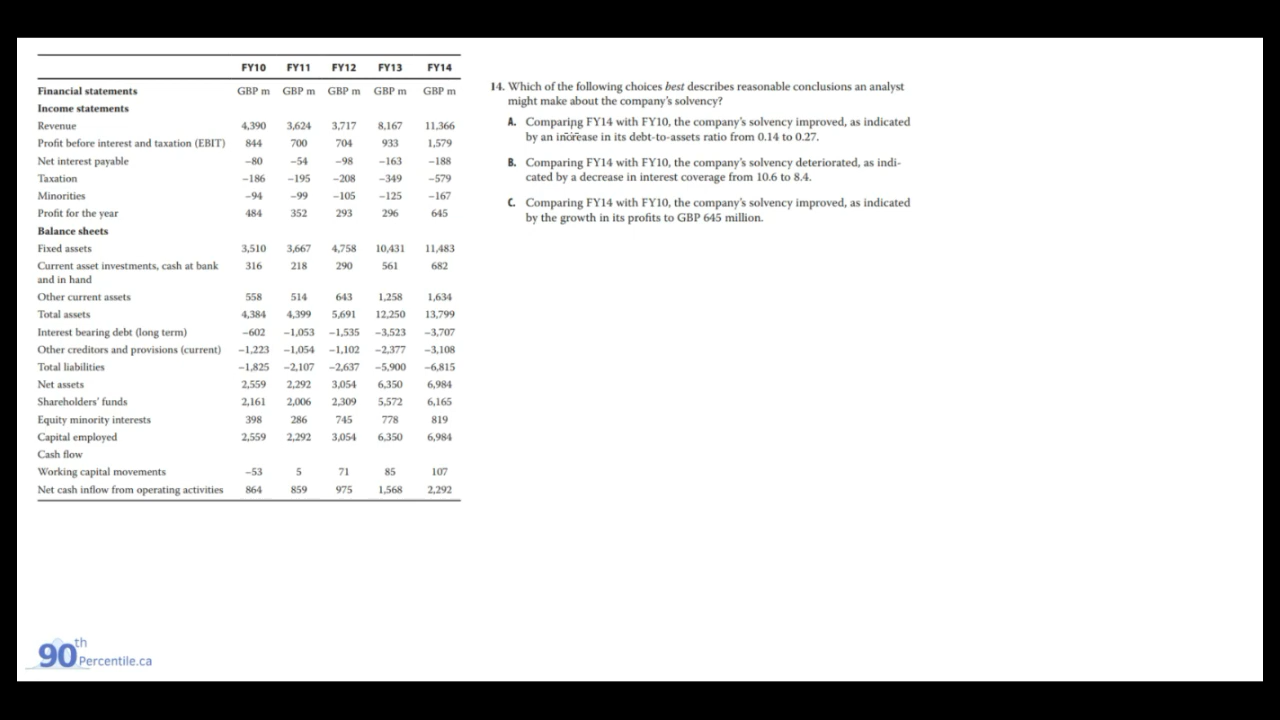 FY10 FY11 FY12 FY13 FY14
Financial statements GBP m GBP m GBP m GBP m GBP m
Income statements
Revenue 4,390 3,624 3,717 8,167 11,366
Profit before interest and taxation (EBIT) 844 700 704 933 1,579
Net interest payable −80 −54 −98 −163 −188
Taxation −186 −195 −208 −349 −579
Minorities −94 −99 −105 −125 −167
Profit for the year 484 352 293 296 645
Balance sheets
Fixed assets 3,510 3,667 4,758 10,431 11,483
Current asset investments, cash at bank 316 218 290 561 682
and in hand
Other current assets 558 514 643 1,258 1,634
Total assets 4,384 4,399 5,691 12,250 13,799
Interest bearing debt (long term) −602 −1,053 −1,535 −3,523 −3,707
Other creditors and provisions (current) −1,223 −1,054 −1,102 −2,377 −3,108
Total liabilities −1,825 −2,107 −2,637 −5,900 −6,815
Net assets 2,559 2,292 3,054 6,350 6,984
Shareholders' funds 2,161 2,006 2,309 5,572 6,165
Equity minority interests 398 286 745 778 819
Capital employed 2,559 2,292 3,054 6,350 6,984
Cash flow
Working capital movements −53 5 71 85 107
Net cash inflow from operating activities 864 859 975 1,568 2,292
14. Which of the following choices best describes reasonable conclusions an analyst
might make about the company's solvency?
A. Comparing FY14 with FY10, the company's solvency improved, as indicated
by an increase in its debt-to-assets ratio from 0.14 to 0.27.
B. Comparing FY14 with FY10, the company's solvency deteriorated, as indi-
cated by a decrease in interest coverage from 10.6 to 8.4.
C. Comparing FY14 with FY10, the company's solvency improved, as indicated
by the growth in its profits to GBP 645 million.
90th Percentile.ca